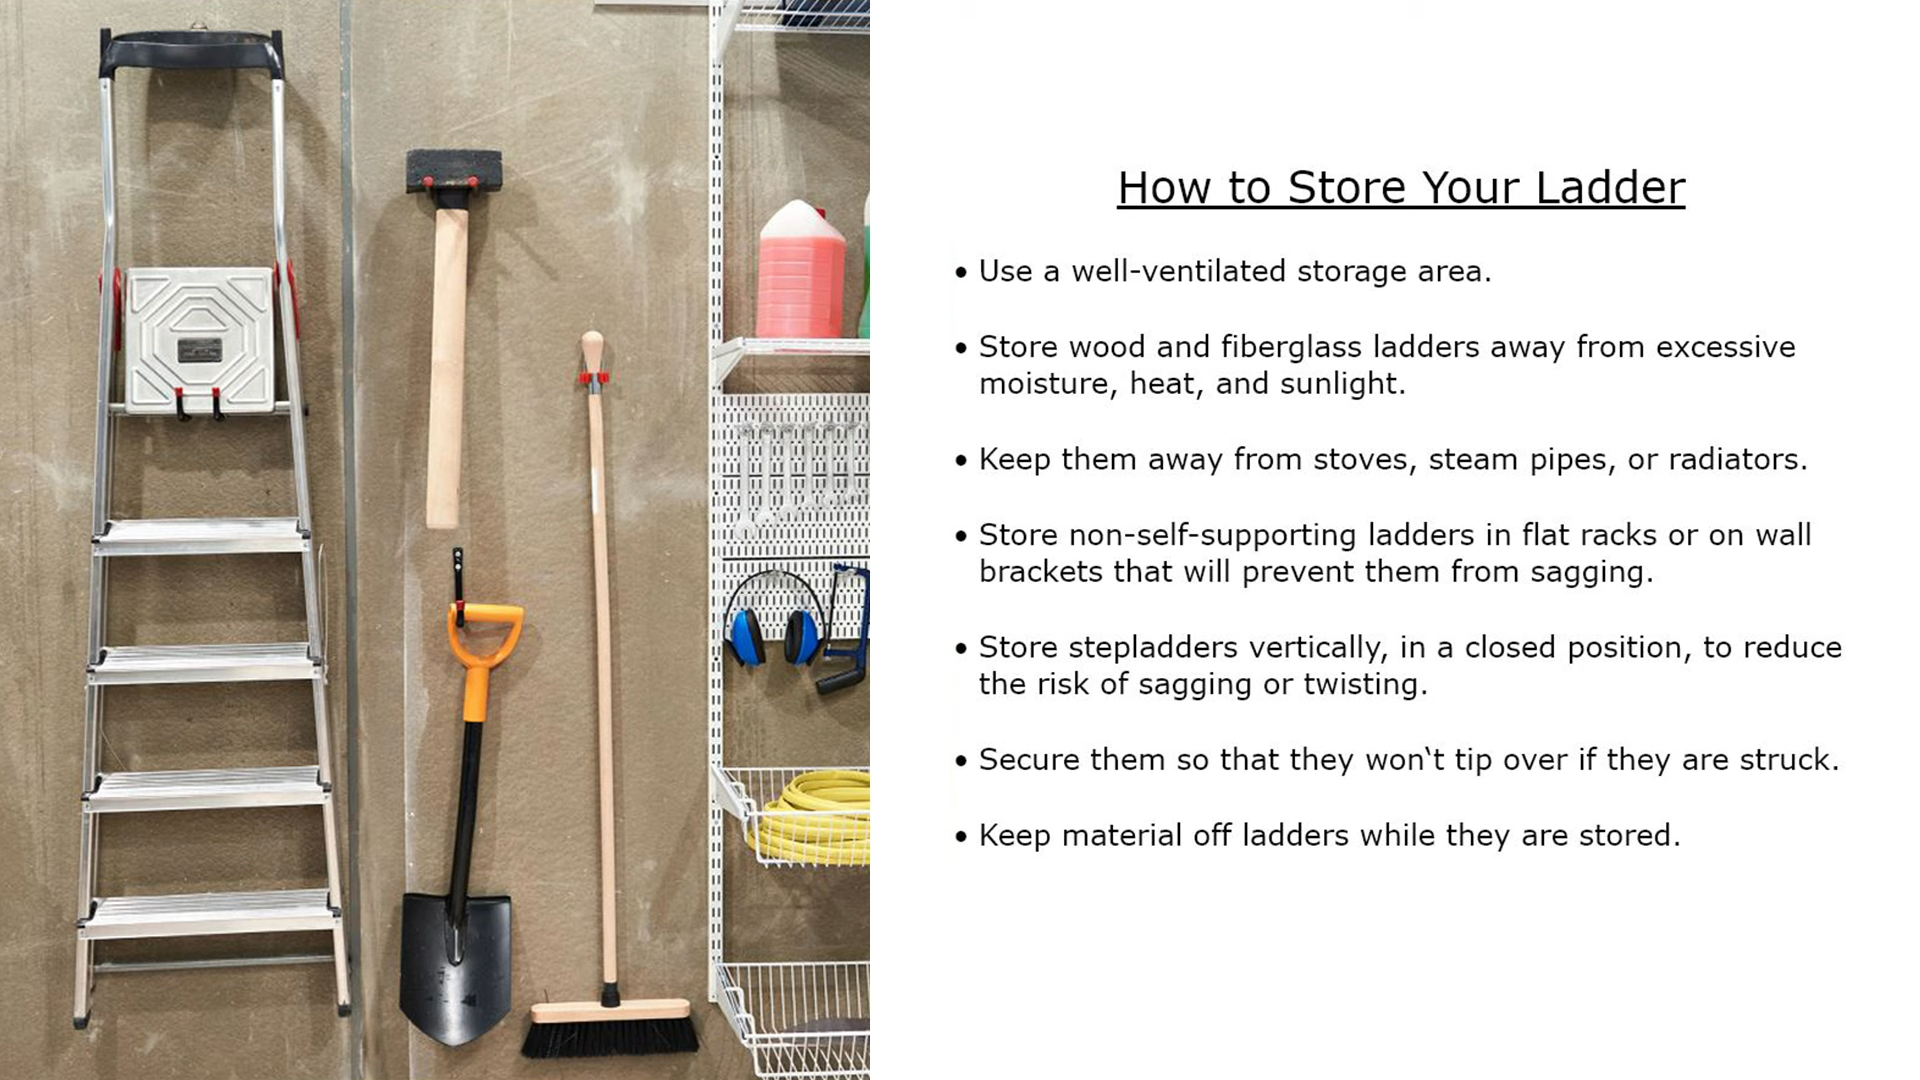 How to Store Your Ladder
• Use a well-ventilated storage area.
• Store wood and fiberglass ladders away from excessive
moisture, heat, and sunlight.
• Keep them away from stoves, steam pipes, or radiators.
• Store non-self-supporting ladders in flat racks or on wall
brackets that will prevent them from sagging.
• Store stepladders vertically, in a closed position, to reduce
the risk of sagging or twisting.
• Secure them so that they won‛t tip over if they are struck.
• Keep material off ladders while they are stored.